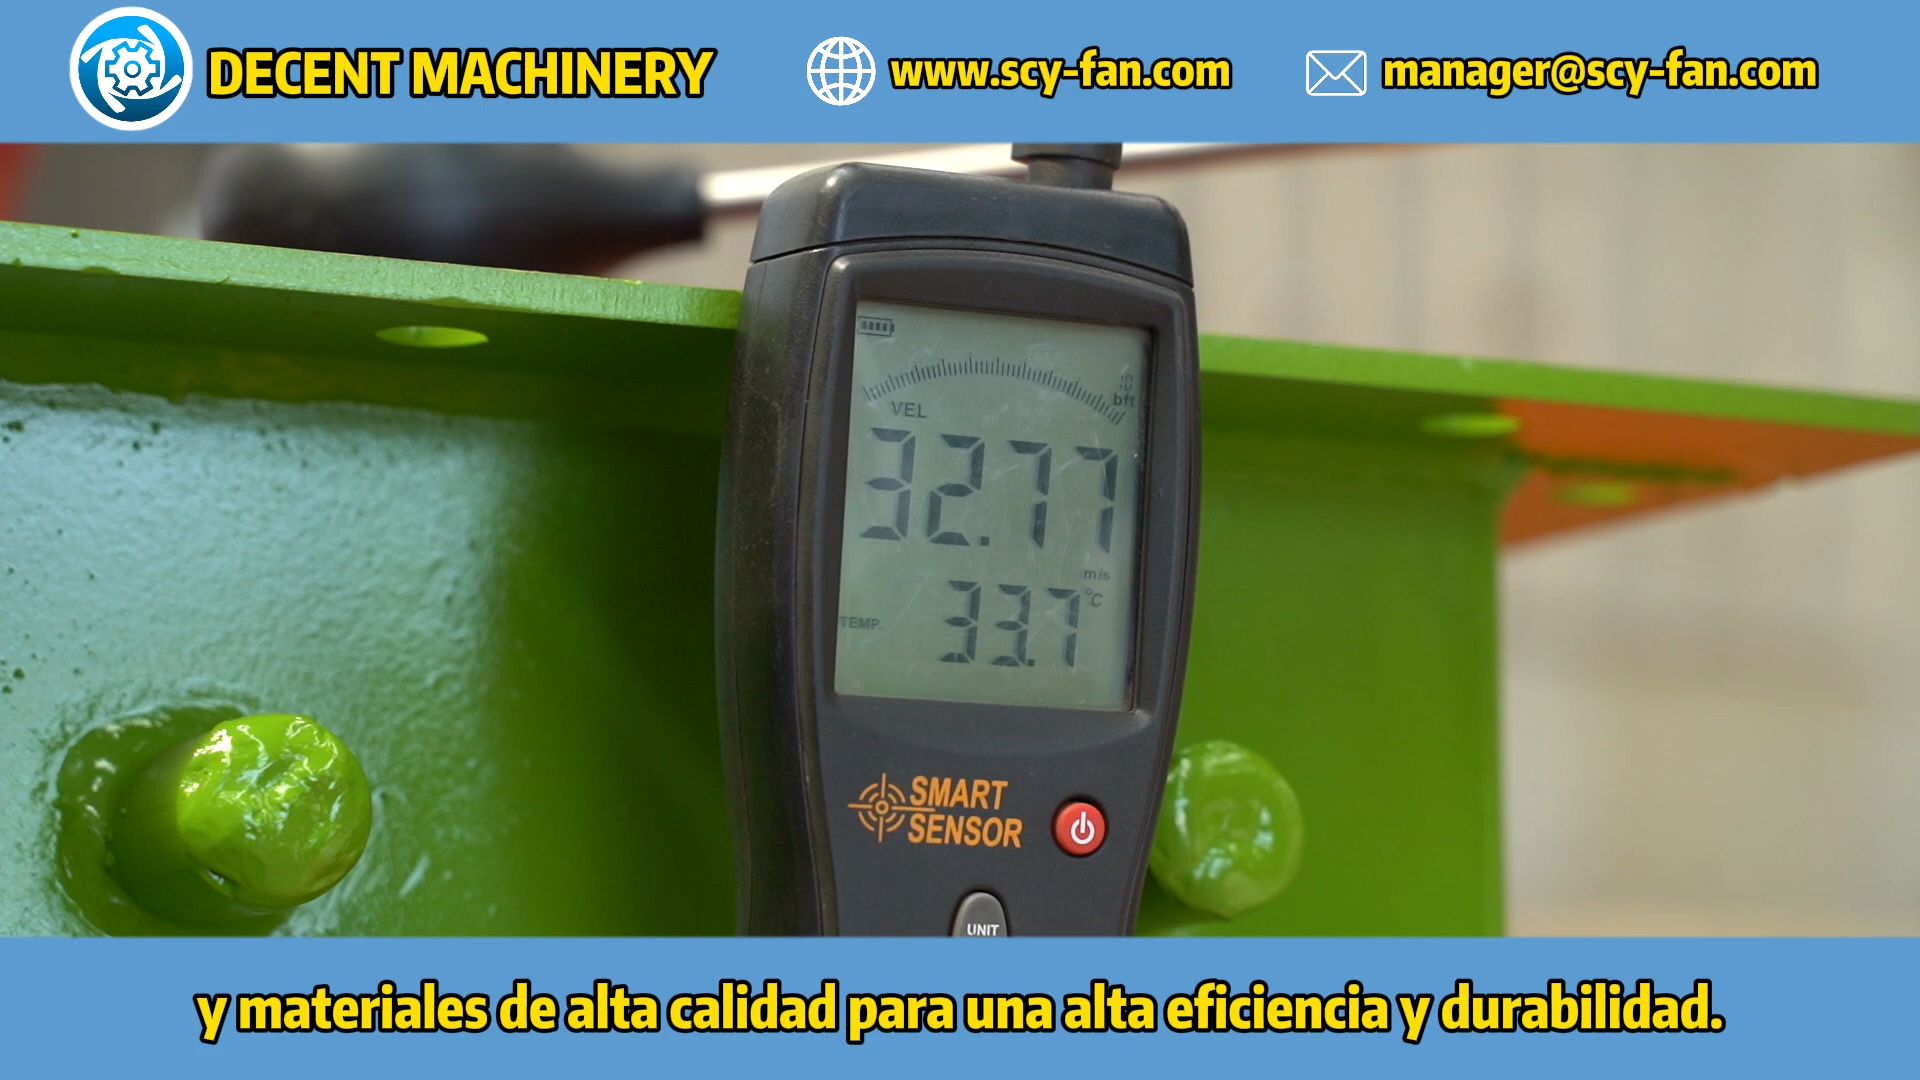 DECENT MACHINERY
www.scy-fan.com
manager@scy-fan.com
bft
VEL
32.77
m/s
°C
TEMP
33.7
SMART
SENSOR
UNIT
y materiales de alta calidad para una alta eficiencia y durabilidad.